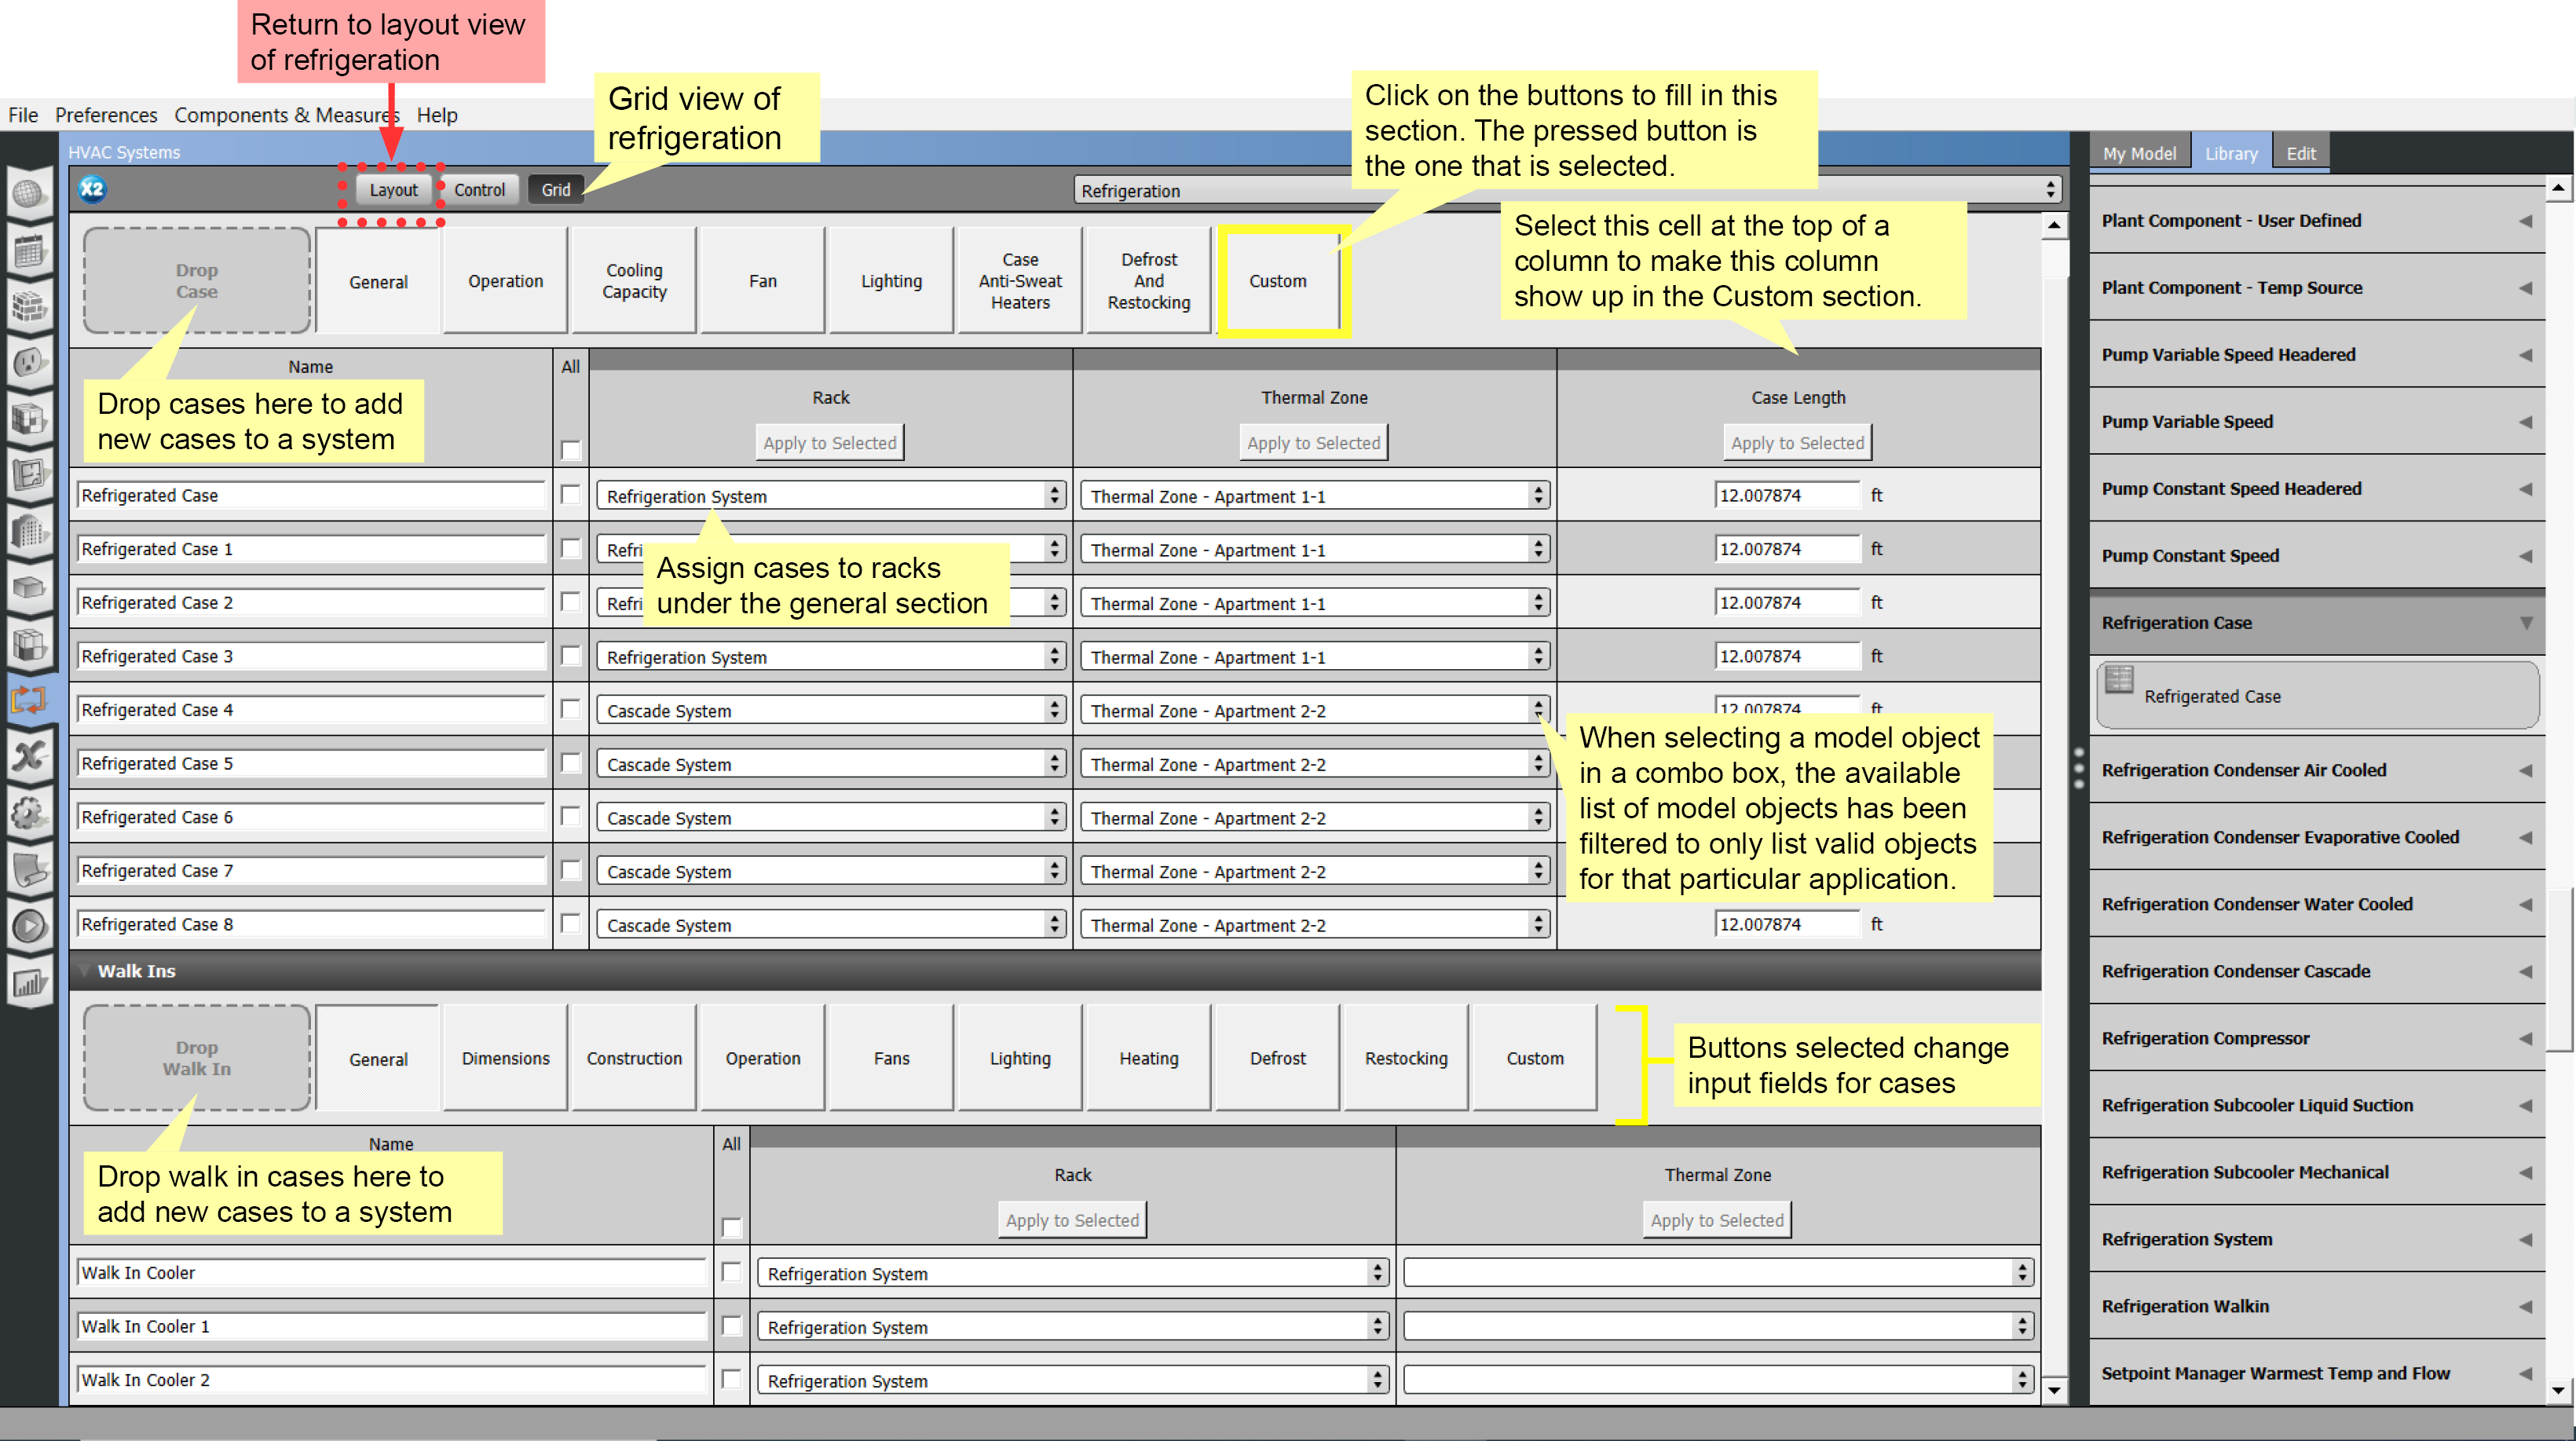 Return to layout view
of refrigeration
Grid view of
refrigeration
Click on the buttons to fill in this
section. The pressed button is
the one that is selected.
File Preferences Components & Measures Help
HVAC Systems
My Model Library Edit
X2 Layout Control Grid Refrigeration
Select this cell at the top of a
column to make this column
show up in the Custom section.
Drop
Case
General
Operation
Cooling
Capacity
Fan
Lighting
Case
Anti-Sweat
Heaters
Defrost
And
Restocking
Custom
Name All
Rack Thermal Zone Case Length
Apply to Selected Apply to Selected Apply to Selected
Drop cases here to add
new cases to a system
Refrigerated Case Refrigeration System Thermal Zone - Apartment 1-1 12.007874 ft
Refrigerated Case 1 Refri Thermal Zone - Apartment 1-1 12.007874 ft
Refrigerated Case 2 Refri Thermal Zone - Apartment 1-1 12.007874 ft
Assign cases to racks
under the general section
Refrigerated Case 3 Refrigeration System Thermal Zone - Apartment 1-1 12.007874 ft
Refrigerated Case 4 Cascade System Thermal Zone - Apartment 2-2 12.007874 ft
Refrigerated Case 5 Cascade System Thermal Zone - Apartment 2-2
Refrigerated Case 6 Cascade System Thermal Zone - Apartment 2-2
Refrigerated Case 7 Cascade System Thermal Zone - Apartment 2-2
Refrigerated Case 8 Cascade System Thermal Zone - Apartment 2-2 12.007874 ft
When selecting a model object
in a combo box, the available
list of model objects has been
filtered to only list valid objects
for that particular application.
Walk Ins
Drop
Walk In
General Dimensions Construction Operation Fans Lighting Heating Defrost Restocking Custom
Buttons selected change
input fields for cases
Name All
Rack Thermal Zone
Apply to Selected Apply to Selected
Drop walk in cases here to
add new cases to a system
Walk In Cooler Refrigeration System
Walk In Cooler 1 Refrigeration System
Walk In Cooler 2 Refrigeration System
Plant Component - User Defined
Plant Component - Temp Source
Pump Variable Speed Headered
Pump Variable Speed
Pump Constant Speed Headered
Pump Constant Speed
Refrigeration Case
Refrigerated Case
Refrigeration Condenser Air Cooled
Refrigeration Condenser Evaporative Cooled
Refrigeration Condenser Water Cooled
Refrigeration Condenser Cascade
Refrigeration Compressor
Refrigeration Subcooler Liquid Suction
Refrigeration Subcooler Mechanical
Refrigeration System
Refrigeration Walkin
Setpoint Manager Warmest Temp and Flow